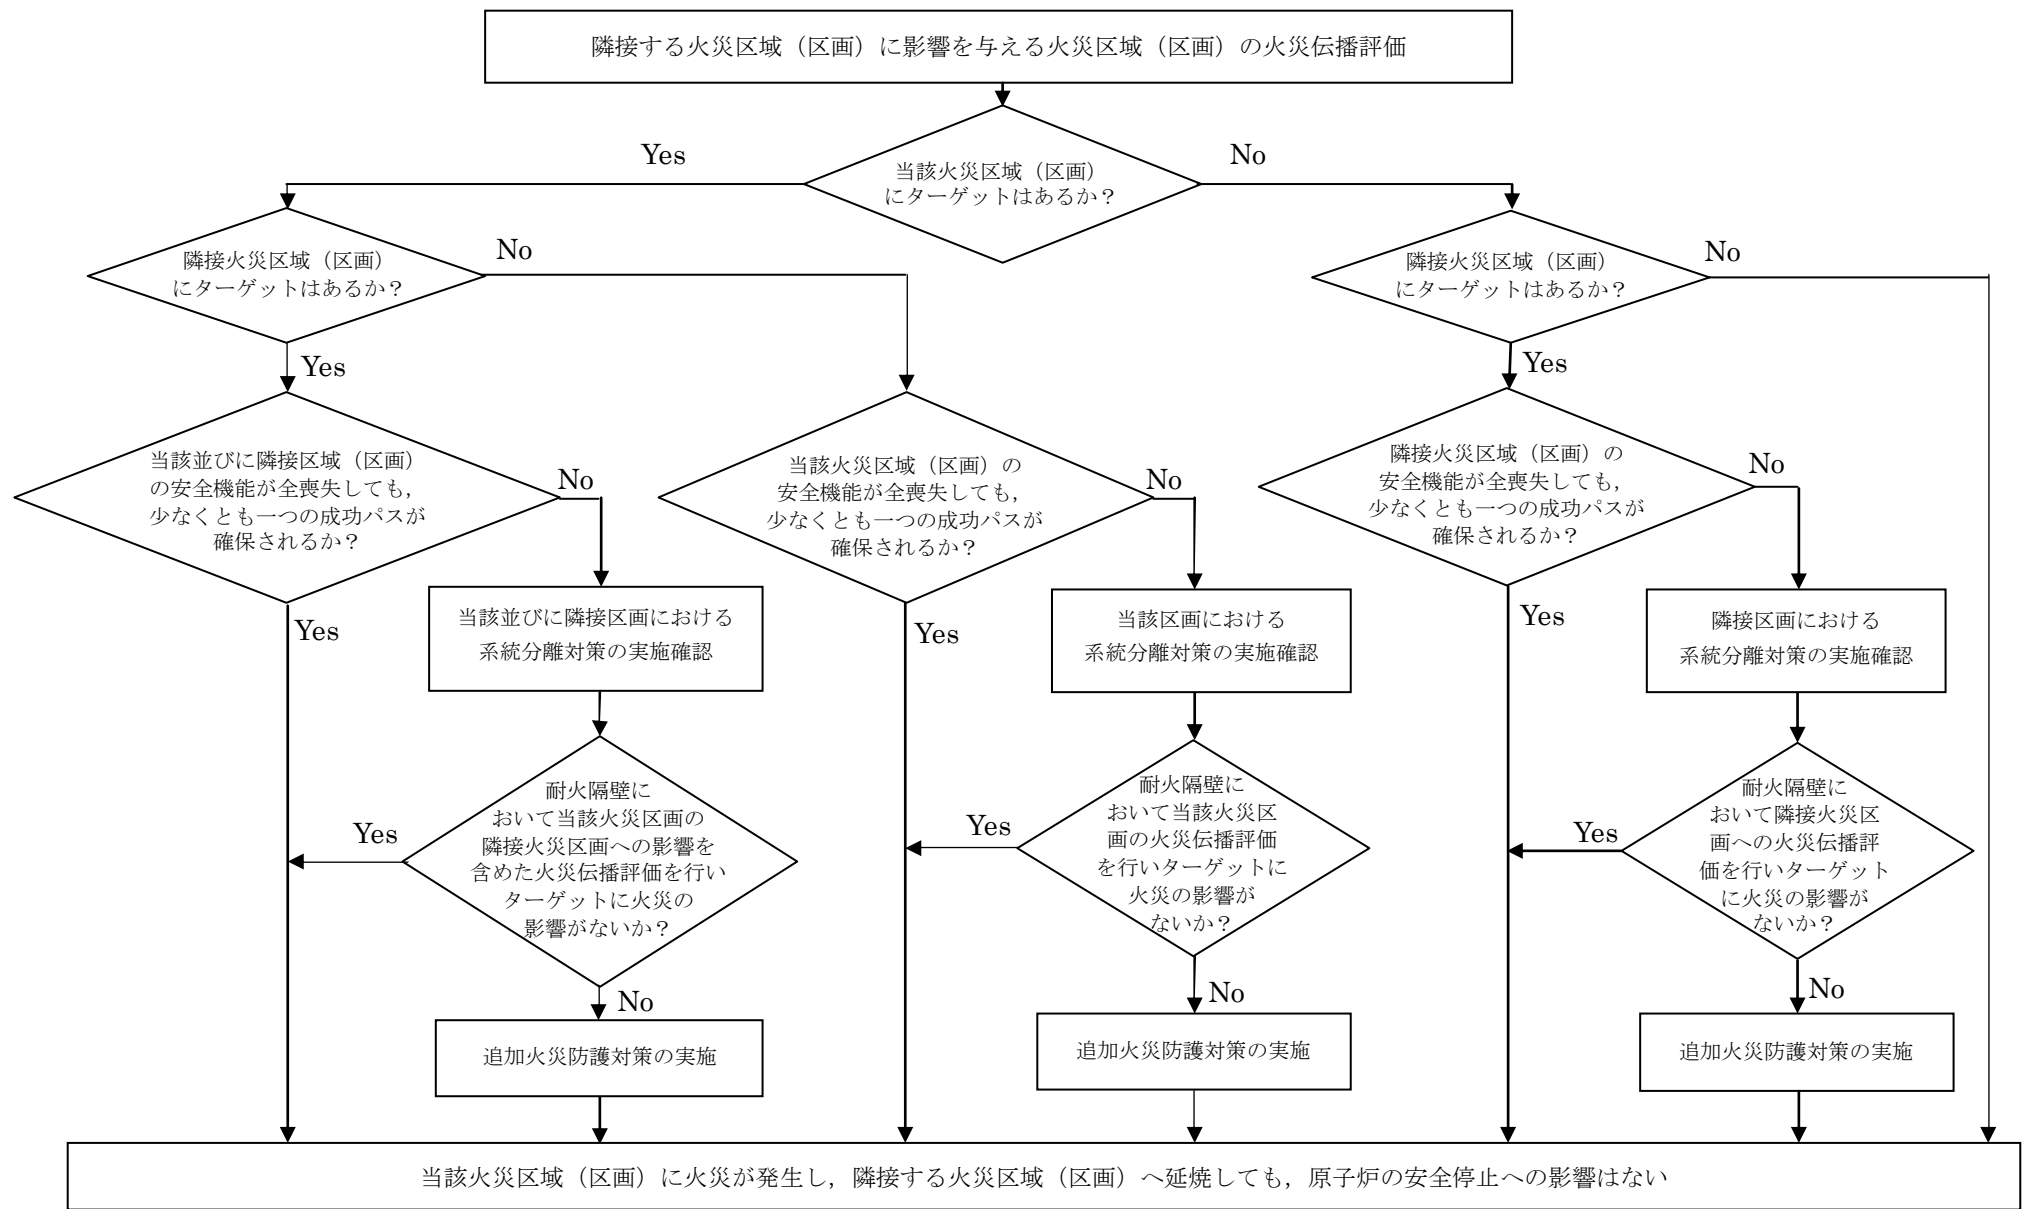 隣接する火災区域（区画）に影響を与える火災区域（区画）の火災伝播評価
当該火災区域（区画）
にターゲットはあるか？
Yes
No
隣接火災区域（区画）
にターゲットはあるか？
No
Yes
隣接火災区域（区画）
にターゲットはあるか？
No
Yes
当該並びに隣接区域（区画）
の安全機能が全喪失しても，
少なくとも一つの成功パスが
確保されるか？
No
Yes
当該火災区域（区画）の
安全機能が全喪失しても，
少なくとも一つの成功パスが
確保されるか？
No
Yes
隣接火災区域（区画）の
安全機能が全喪失しても，
少なくとも一つの成功パスが
確保されるか？
No
Yes
当該並びに隣接区画における
系統分離対策の実施確認
当該区画における
系統分離対策の実施確認
隣接区画における
系統分離対策の実施確認
耐火隔壁に
おいて当該火災区画の
隣接火災区画への影響を
含めた火災伝播評価を行い
ターゲットに火災の
影響がないか？
Yes
No
耐火隔壁に
おいて当該火災区
画の火災伝播評価
を行いターゲットに
火災の影響が
ないか？
Yes
No
耐火隔壁に
おいて隣接火災区
画への火災伝播評
価を行いターゲット
に火災の影響が
ないか？
Yes
No
追加火災防護対策の実施
追加火災防護対策の実施
追加火災防護対策の実施
当該火災区域（区画）に火災が発生し，隣接する火災区域（区画）へ延焼しても，原子炉の安全停止への影響はない